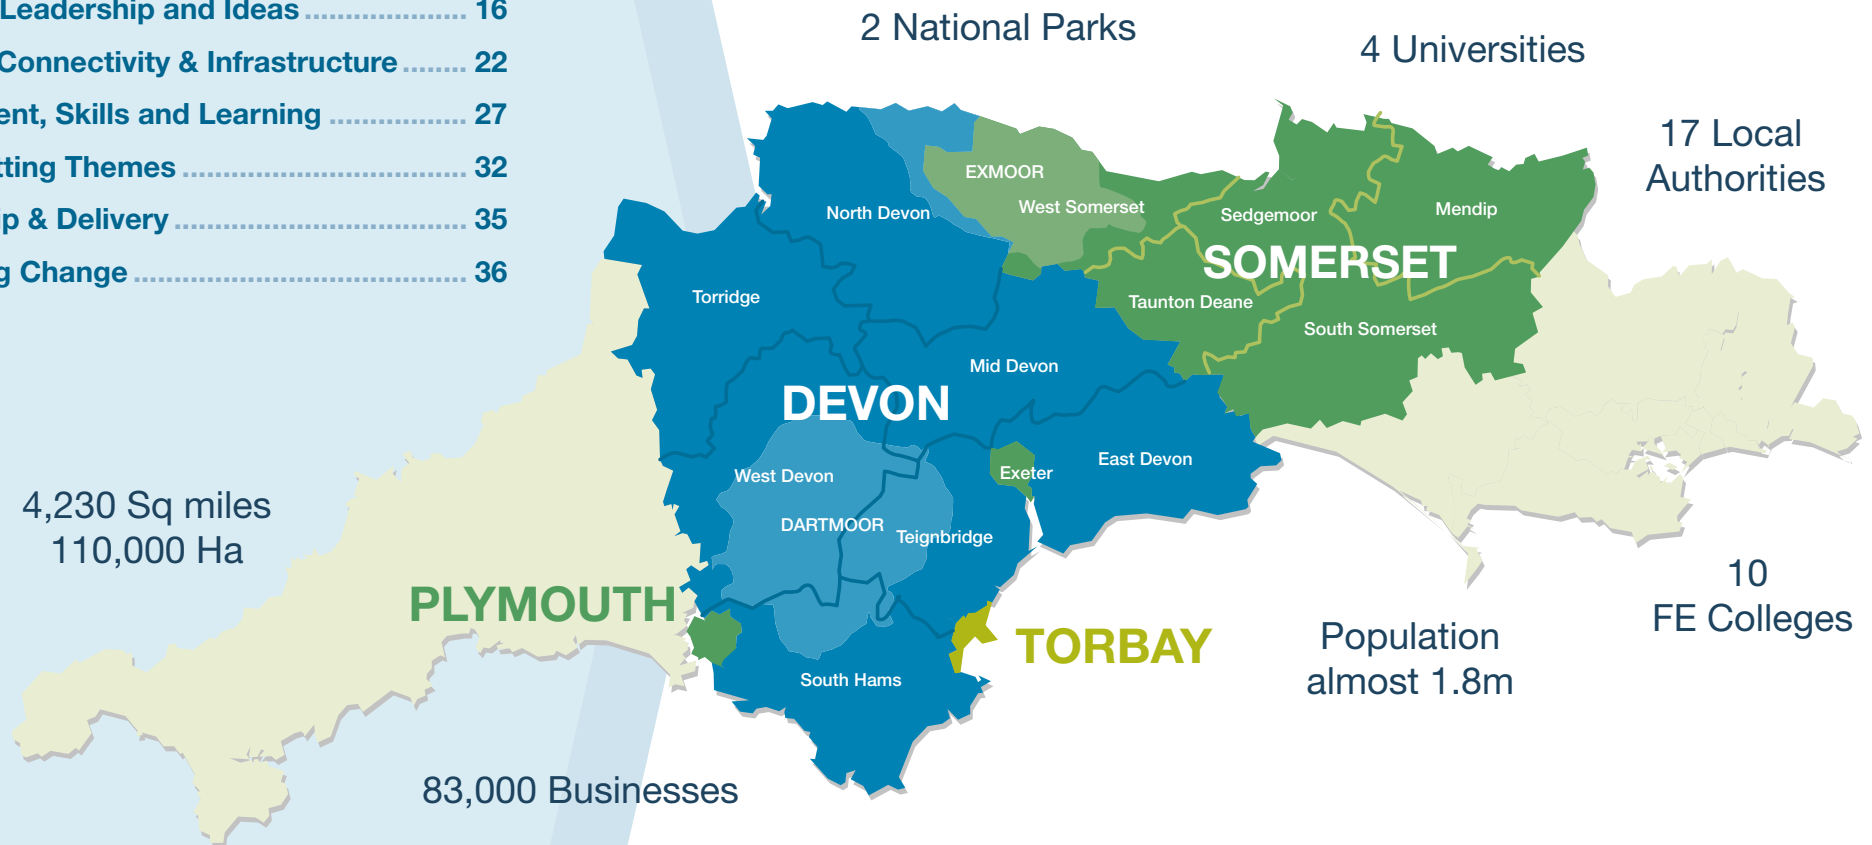 Leadership and Ideas .................. 16
Connectivity & Infrastructure ........ 22
ent, Skills and Learning ................. 27
tting Themes ................................ 32
ip & Delivery ................................. 35
g Change ...................................... 36
2 National Parks
4 Universities
17 Local
Authorities
EXMOOR
West Somerset
North Devon
Sedgemoor
Mendip
SOMERSET
Torridge
Taunton Deane
South Somerset
Mid Devon
DEVON
West Devon
Exeter
East Devon
DARTMOOR
Teignbridge
4,230 Sq miles
110,000 Ha
PLYMOUTH
TORBAY
South Hams
10
FE Colleges
Population
almost 1.8m
83,000 Businesses